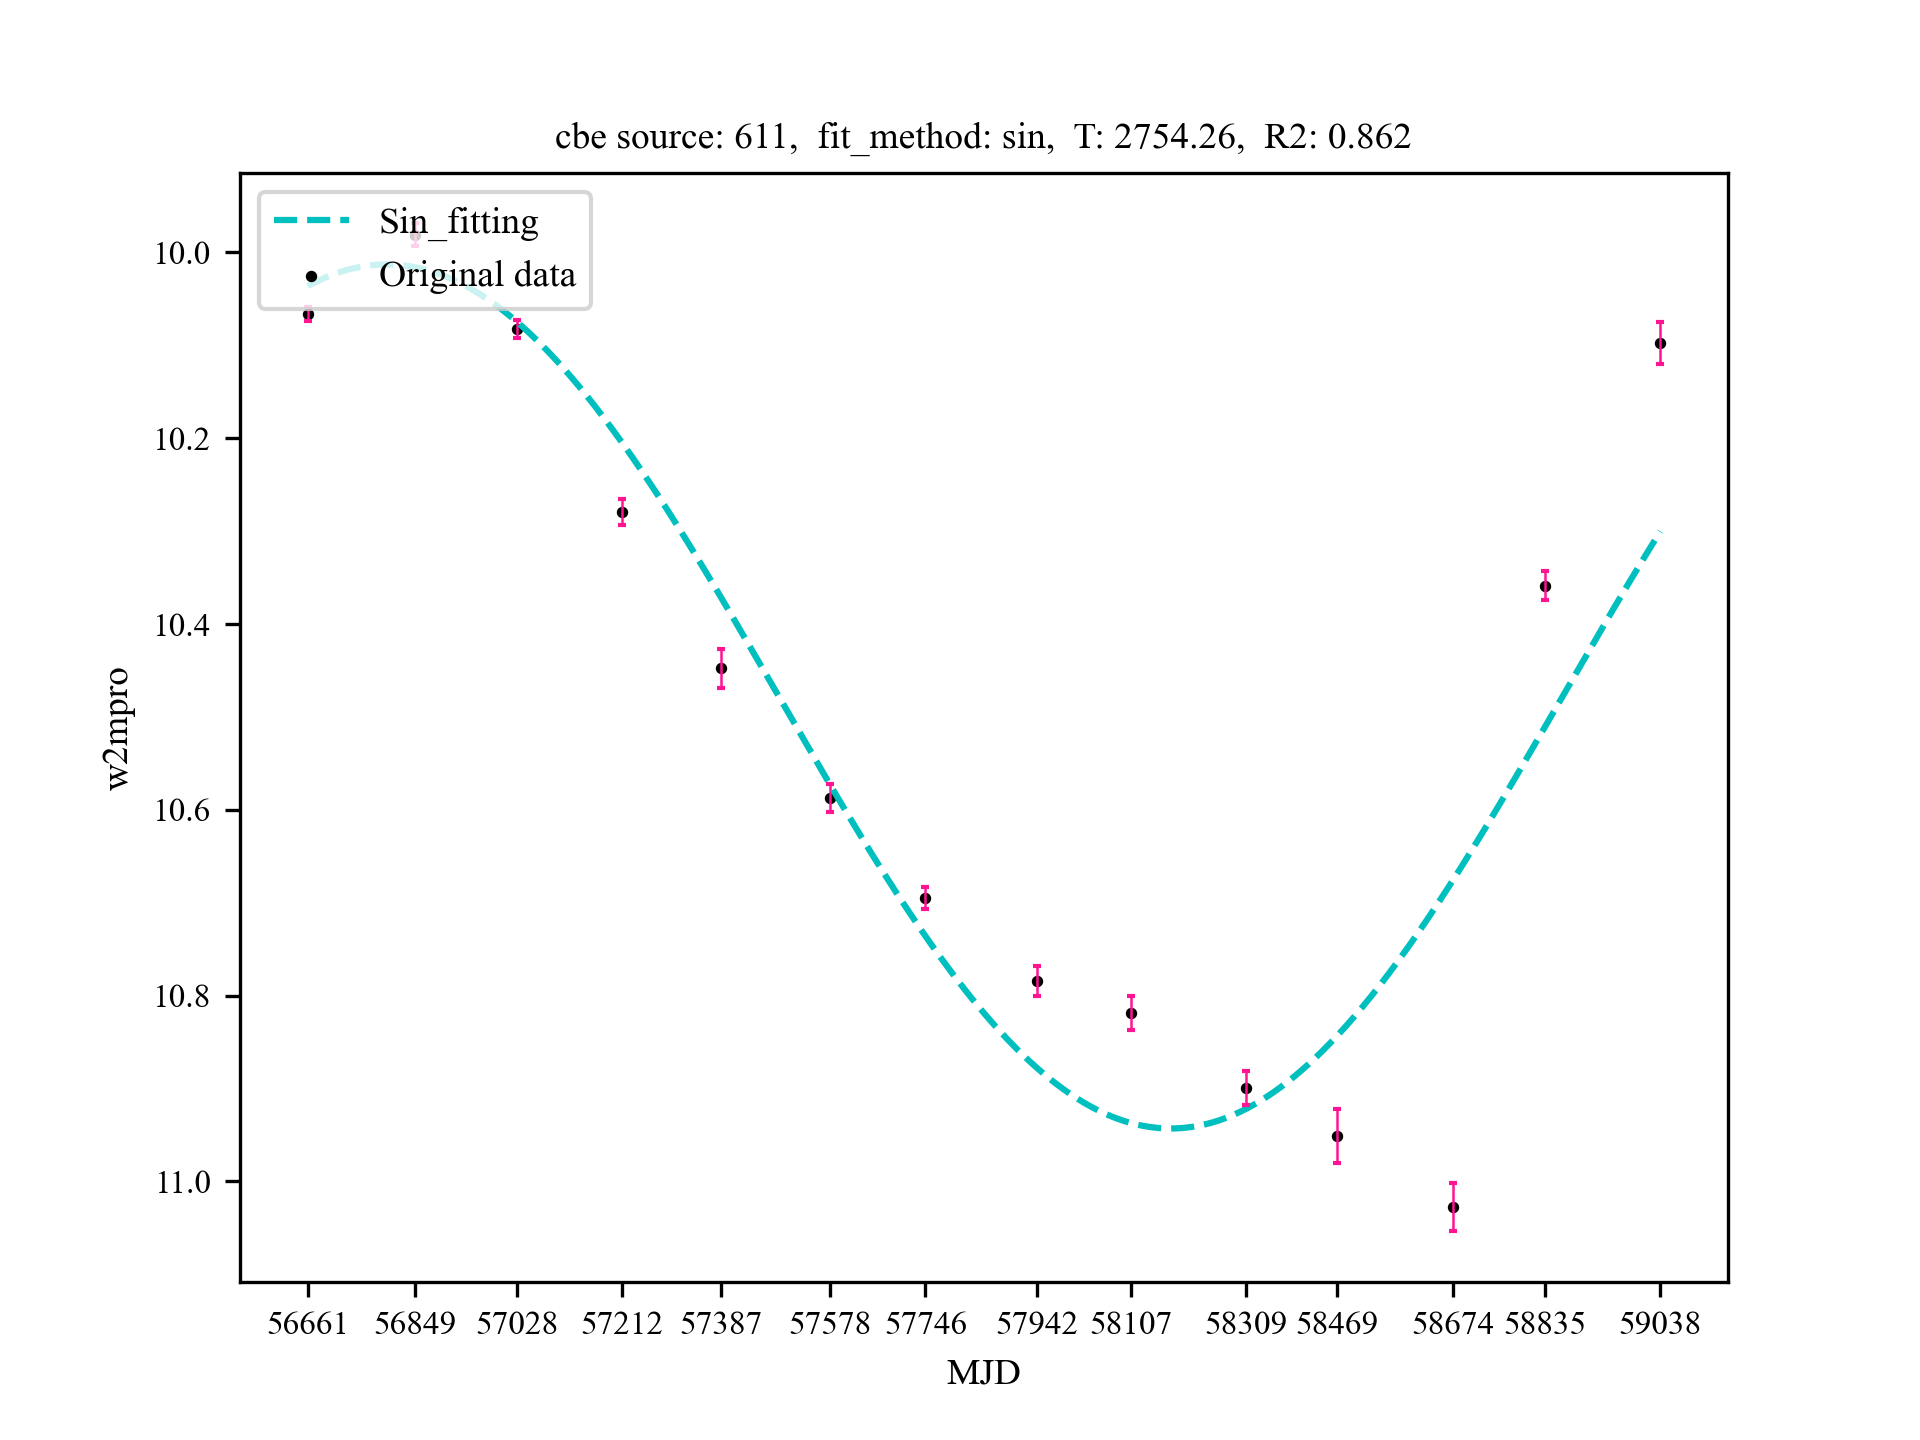 cbe source: 611,  fit_method: sin,  T: 2754.26,  R2: 0.862
Sin_fitting
Original data
10.0
10.2
10.4
10.6
10.8
11.0
w2mpro
56661 56849 57028 57212 57387 57578 57746 57942 58107 58309 58469 58674 58835 59038
MJD